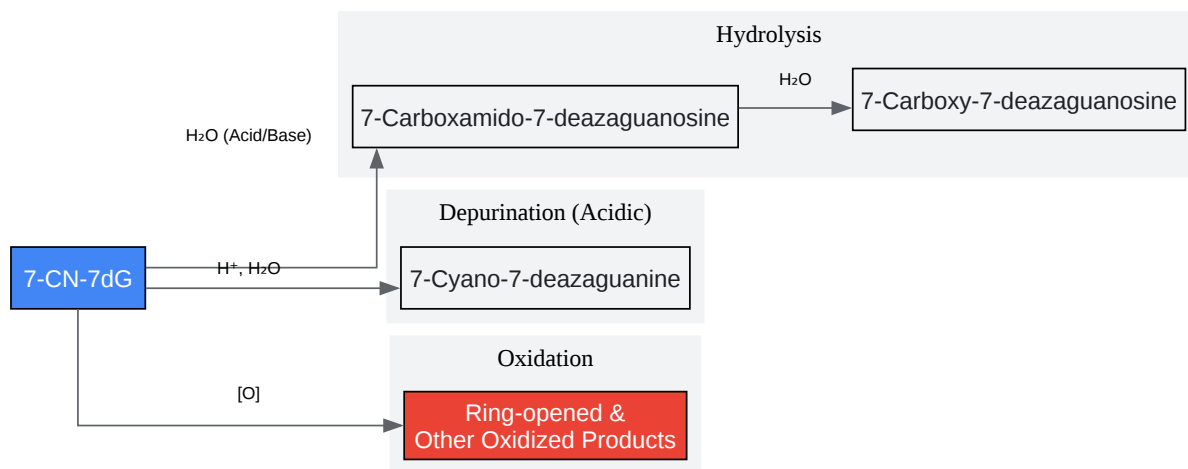 Hydrolysis
H₂O
7-Carboxamido-7-deazaguanosine
7-Carboxy-7-deazaguanosine
H₂O (Acid/Base)
Depurination (Acidic)
7-CN-7dG
H⁺, H₂O
7-Cyano-7-deazaguanine
Oxidation
[O]
Ring-opened &
Other Oxidized Products